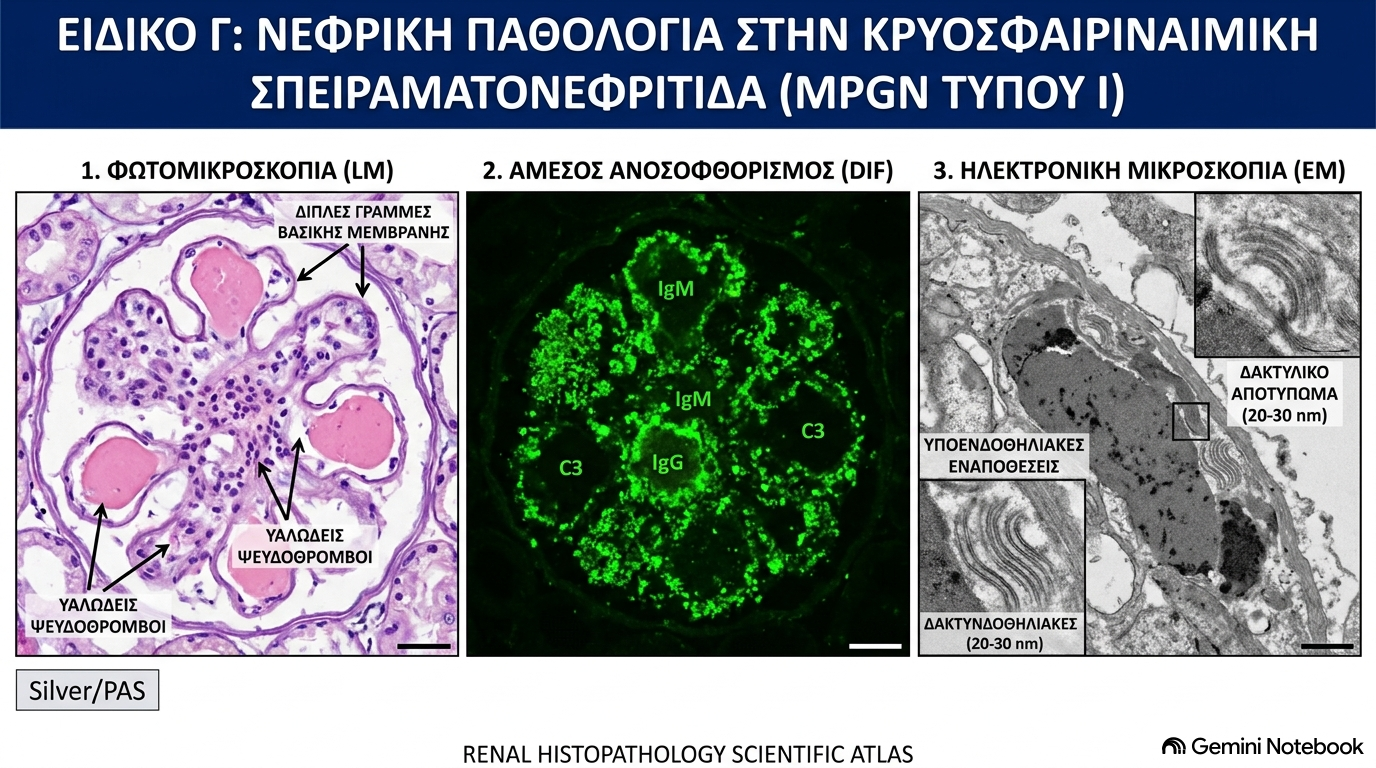 ΕΙΔΙΚΟ Γ: ΝΕΦΡΙΚΗ ΠΑΘΟΛΟΓΙΑ ΣΤΗΝ ΚΡΥΟΣΦΑΙΡΙΝΑΙΜΙΚΗ
ΣΠΕΙΡΑΜΑΤΟΝΕΦΡΙΤΙΔΑ (MPGN ΤΥΠΟΥ Ι)
1. ΦΩΤΟΜΙΚΡΟΣΚΟΠΙΑ (LM)
ΔΙΠΛΕΣ ΓΡΑΜΜΕΣ
ΒΑΣΙΚΗΣ ΜΕΜΒΡΑΝΗΣ
ΥΑΛΩΔΕΙΣ
ΨΕΥΔΟΘΡΟΜΒΟΙ
ΥΑΛΩΔΕΙΣ
ΨΕΥΔΟΘΡΟΜΒΟΙ
Silver/PAS
2. ΑΜΕΣΟΣ ΑΝΟΣΟΦΘΟΡΙΣΜΟΣ (DIF)
IgM
IgM
C3
C3
IgG
3. ΗΛΕΚΤΡΟΝΙΚΗ ΜΙΚΡΟΣΚΟΠΙΑ (EM)
ΔΑΚΤΥΛΙΚΟ
ΑΠΟΤΥΠΩΜΑ
(20-30 nm)
ΥΠΟΕΝΔΟΘΗΛΙΑΚΕΣ
ΕΝΑΠΟΘΕΣΕΙΣ
ΔΑΚΤΥΝΔΟΘΗΛΙΑΚΕΣ
(20-30 nm)
RENAL HISTOPATHOLOGY SCIENTIFIC ATLAS
Gemini Notebook